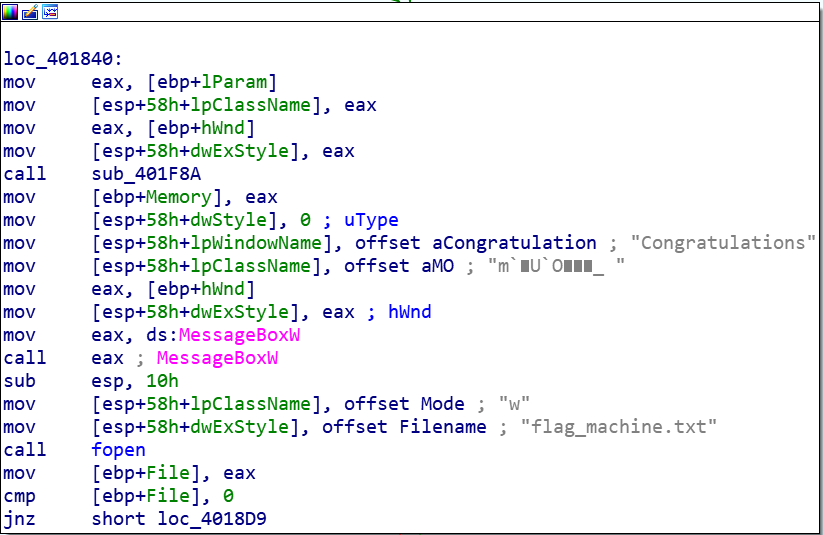 loc_401840:
mov eax, [ebp+lParam]
mov [esp+58h+lpClassName], eax
mov eax, [ebp+hWnd]
mov [esp+58h+dwExStyle], eax
call sub_401F8A
mov [ebp+Memory], eax
mov [esp+58h+dwStyle], 0 ; uType
mov [esp+58h+lpWindowName], offset aCongratulation ; "Congratulations"
mov [esp+58h+lpClassName], offset aMO ; "m`■U`O■■■_ "
mov eax, [ebp+hWnd]
mov [esp+58h+dwExStyle], eax ; hWnd
mov eax, ds:MessageBoxW
call eax ; MessageBoxW
sub esp, 10h
mov [esp+58h+lpClassName], offset Mode ; "w"
mov [esp+58h+dwExStyle], offset Filename ; "flag_machine.txt"
call fopen
mov [ebp+File], eax
cmp [ebp+File], 0
jnz short loc_4018D9